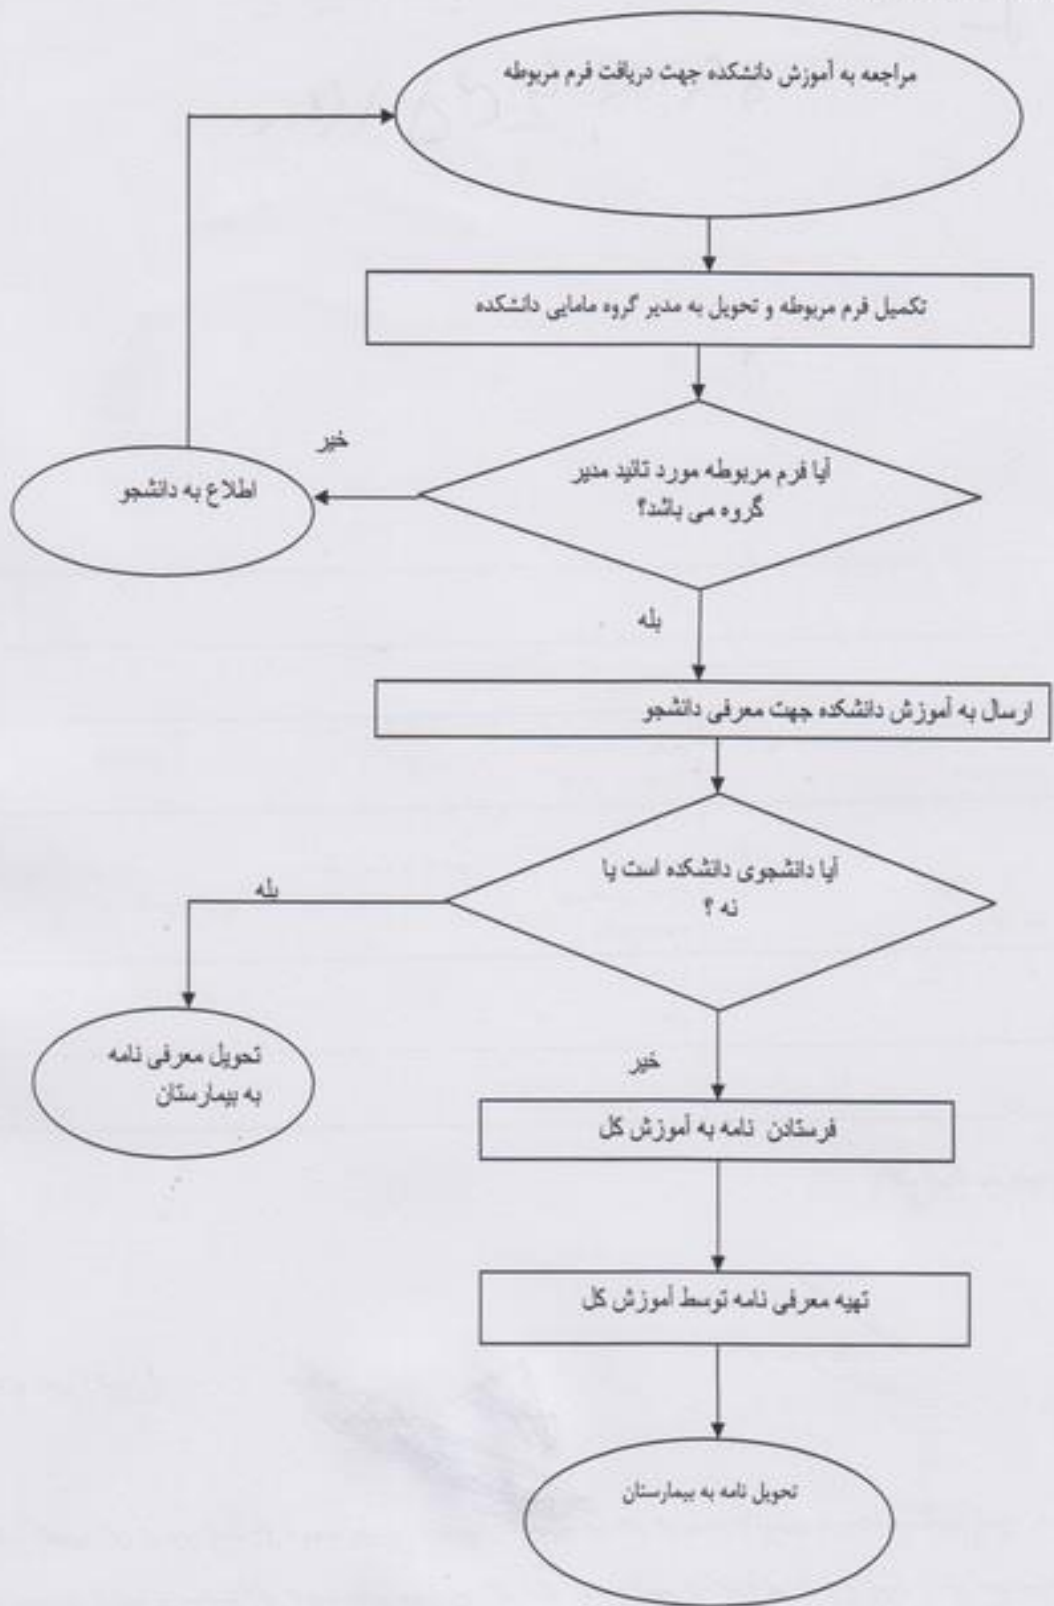 مراجعه به آموزش دانشکده جهت دریافت فرم مربوطه
تکمیل فرم مربوطه و تحویل به مدیر گروه مامایی دانشکده
آیا فرم مربوطه مورد تائید مدیر
گروه می باشد؟
خیر
اطلاع به دانشجو
بله
ارسال به آموزش دانشکده جهت معرفی دانشجو
آیا دانشجوی دانشکده است یا
نه ؟
بله
تحویل معرفی نامه
به بیمارستان
خیر
فرستادن نامه به آموزش کل
تهیه معرفی نامه توسط آموزش کل
تحویل نامه به بیمارستان